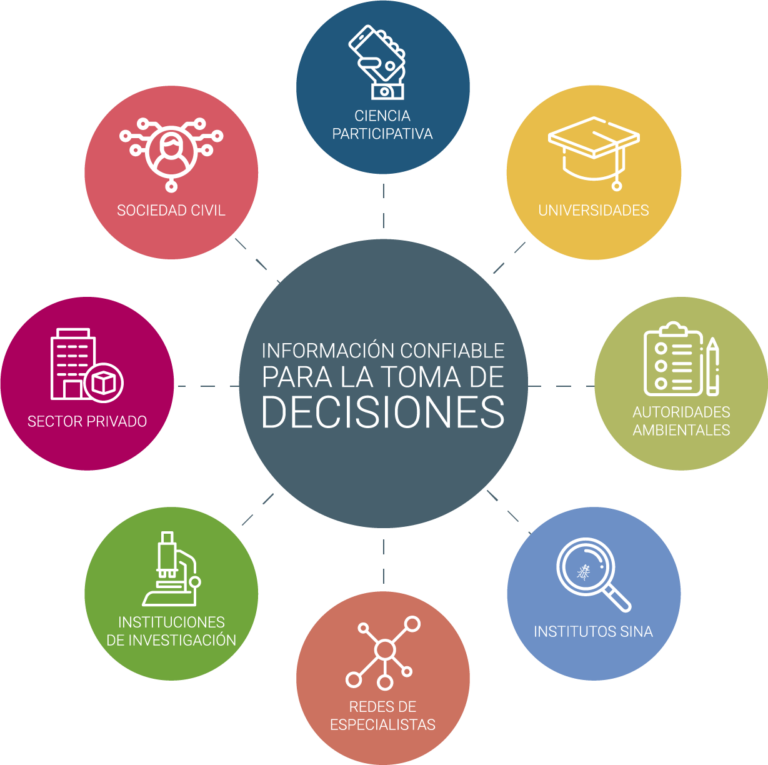 CIENCIA
PARTICIPATIVA
UNIVERSIDADES
AUTORIDADES
AMBIENTALES
INSTITUTOS SINA
REDES DE
ESPECIALISTAS
INSTITUCIONES
DE INVESTIGACIÓN
SECTOR PRIVADO
SOCIEDAD CIVIL
INFORMACIÓN CONFIABLE
PARA LA TOMA DE
DECISIONES